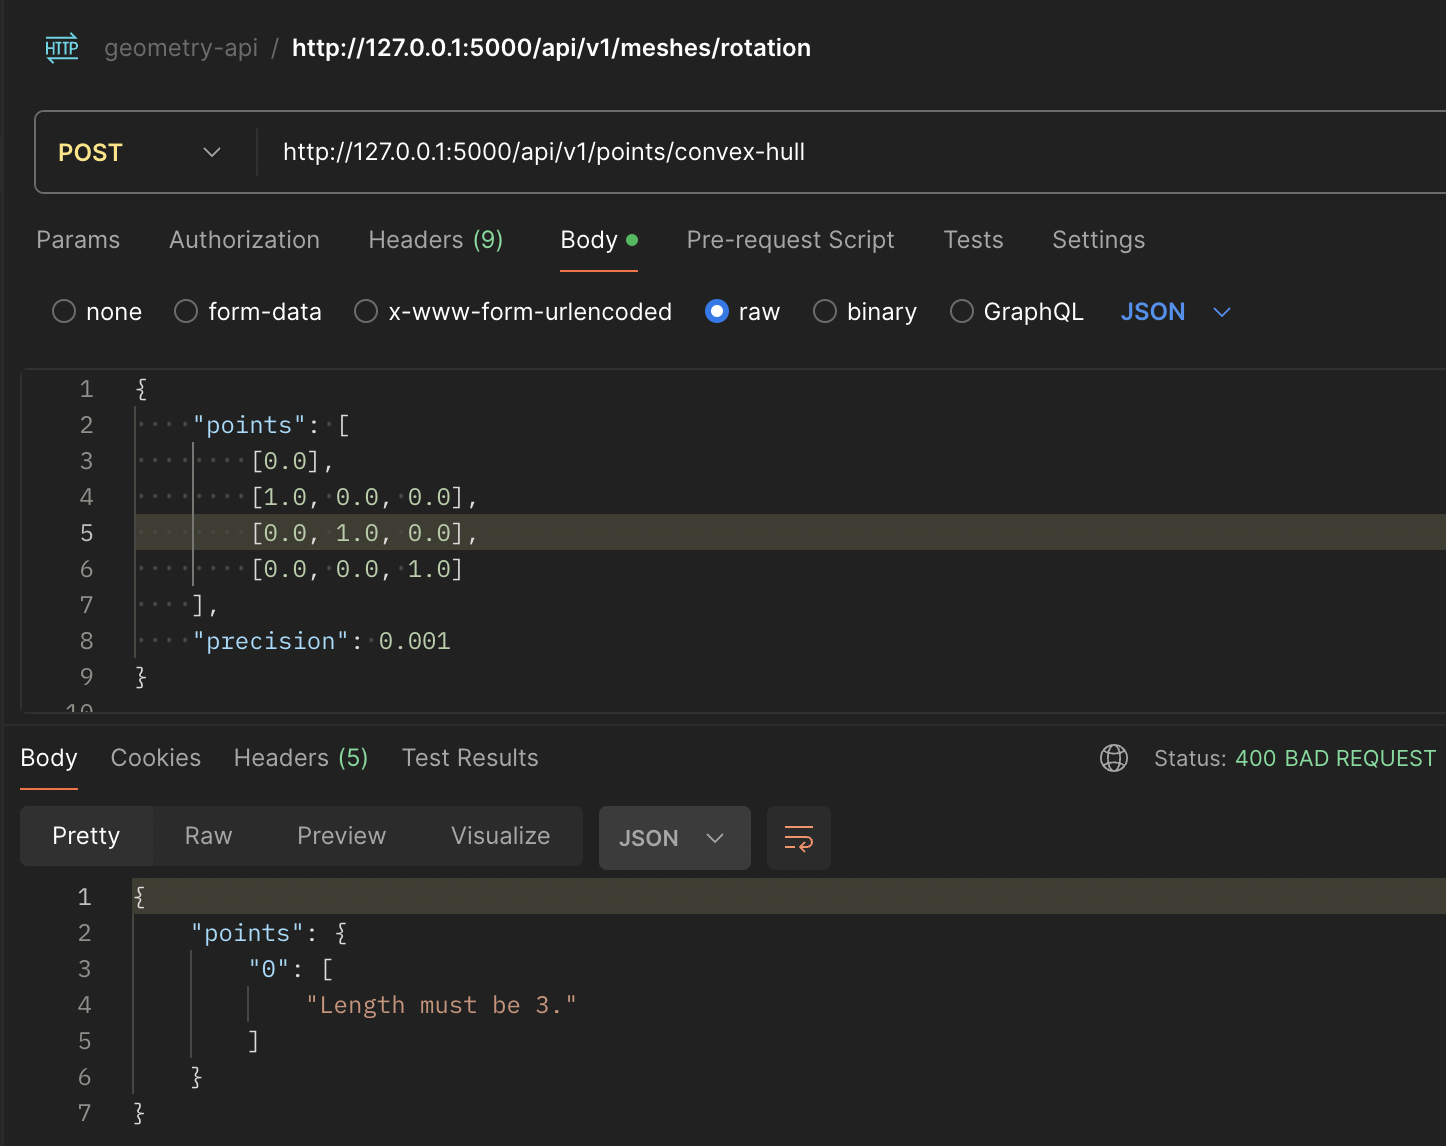 HTTP geometry-api / http://127.0.0.1:5000/api/v1/meshes/rotation
POST http://127.0.0.1:5000/api/v1/points/convex-hull
Params Authorization Headers (9) Body Pre-request Script Tests Settings
none form-data x-www-form-urlencoded raw binary GraphQL JSON
1 {
2 "points": [
3 [0.0],
4 [1.0, 0.0, 0.0],
5 [0.0, 1.0, 0.0],
6 [0.0, 0.0, 1.0]
7 ],
8 "precision": 0.001
9 }
10
Body Cookies Headers (5) Test Results Status: 400 BAD REQUEST
Pretty Raw Preview Visualize JSON
1 {
2 "points": {
3 "0": [
4 "Length must be 3."
5 ]
6 }
7 }